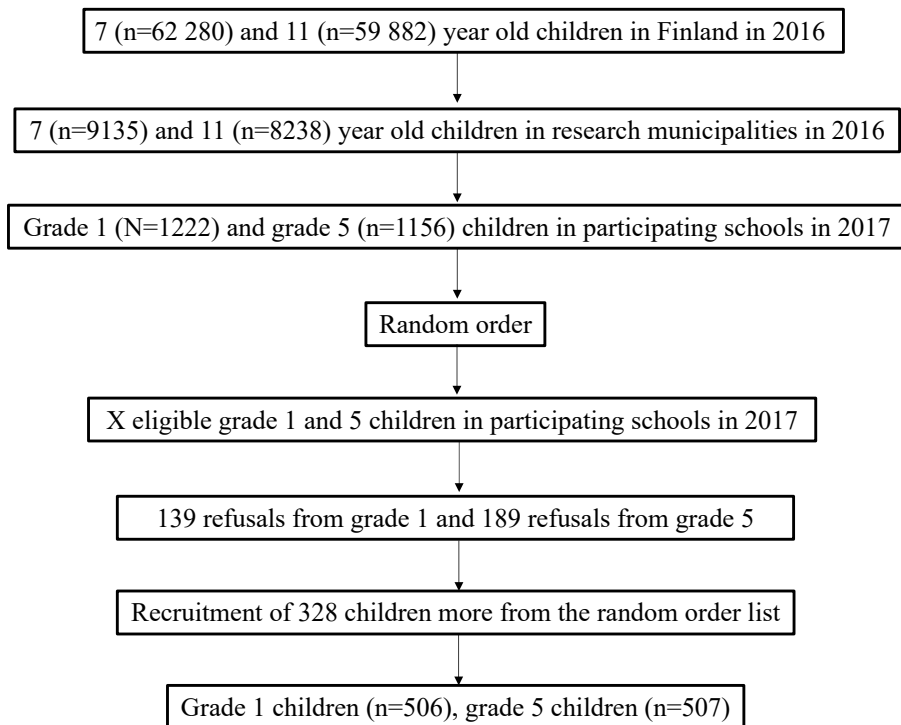 7 (n=62 280) and 11 (n=59 882) year old children in Finland in 2016
7 (n=9135) and 11 (n=8238) year old children in research municipalities in 2016
Grade 1 (N=1222) and grade 5 (n=1156) children in participating schools in 2017
Random order
X eligible grade 1 and 5 children in participating schools in 2017
139 refusals from grade 1 and 189 refusals from grade 5
Recruitment of 328 children more from the random order list
Grade 1 children (n=506), grade 5 children (n=507)